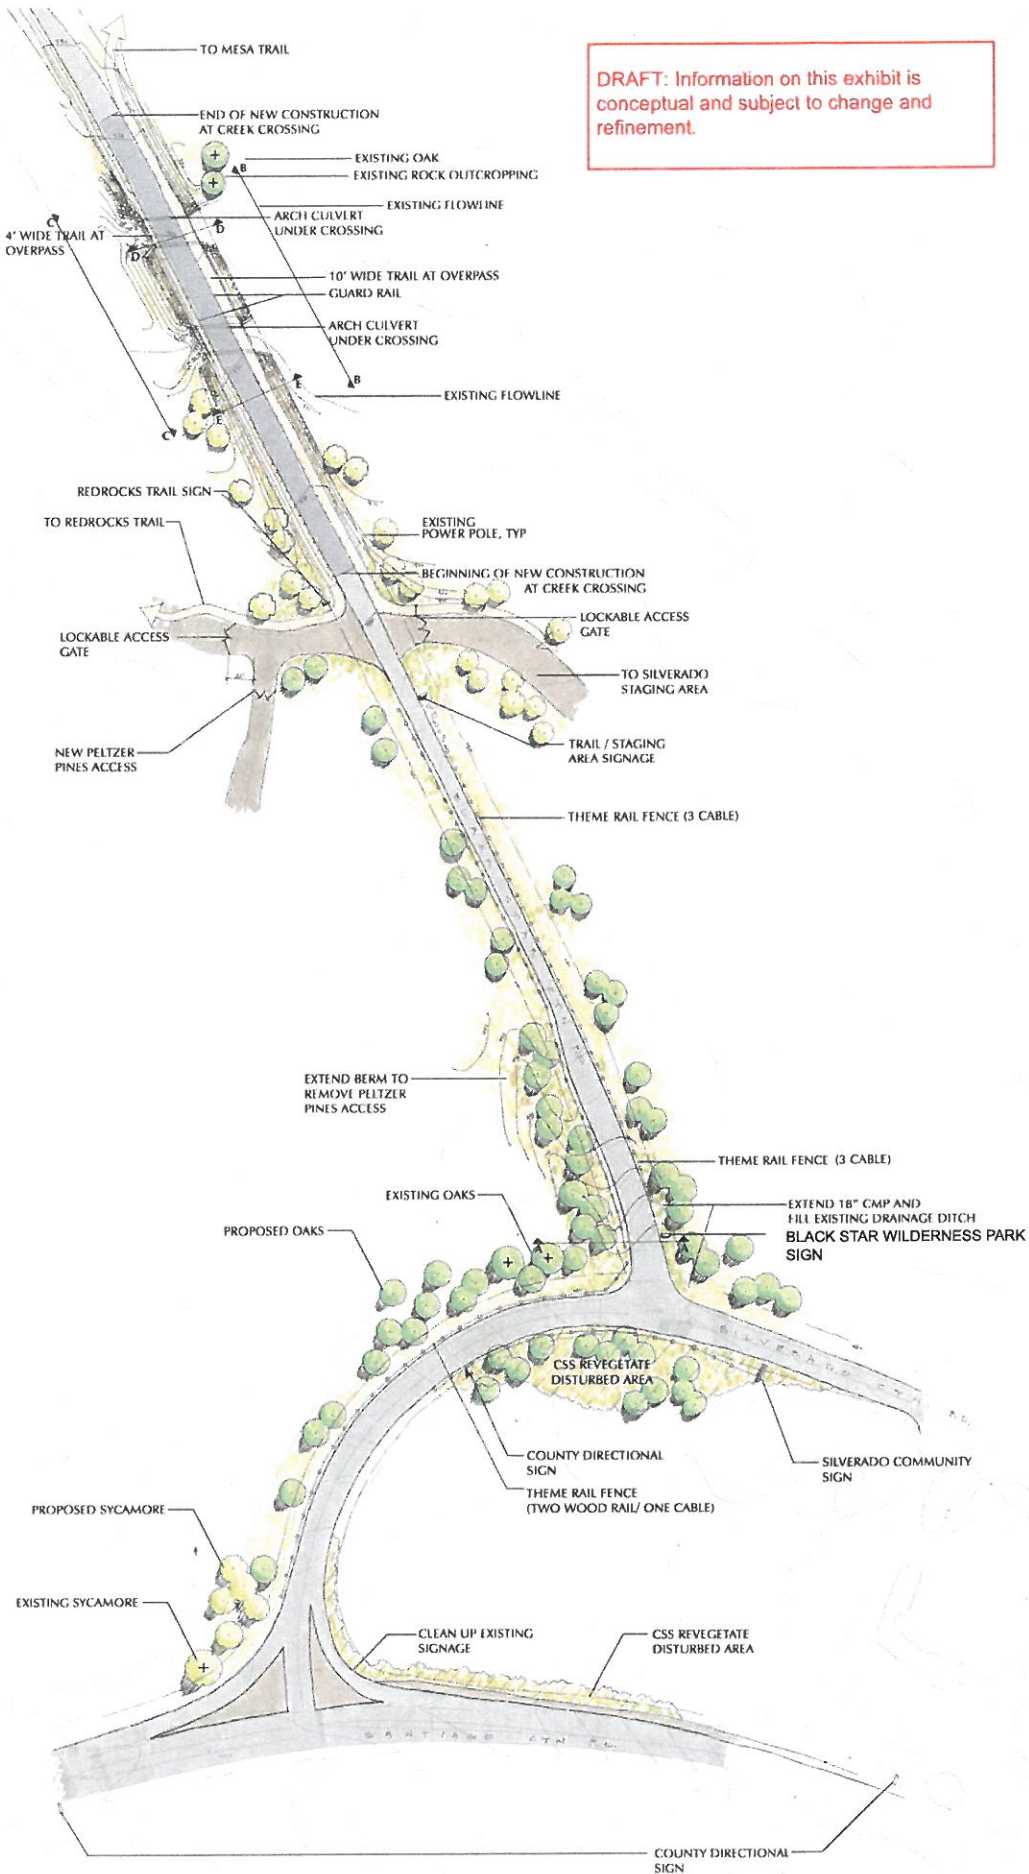 TO MESA TRAIL
DRAFT: Information on this exhibit is
conceptual and subject to change and
refinement.
END OF NEW CONSTRUCTION
AT CREEK CROSSING
EXISTING OAK
B
EXISTING ROCK OUTCROPPING
EXISTING FLOWLINE
C
ARCH CULVERT
UNDER CROSSING
D
4' WIDE TRAIL AT
OVERPASS
D
10' WIDE TRAIL AT OVERPASS
GUARD RAIL
ARCH CULVERT
UNDER CROSSING
E
B
EXISTING FLOWLINE
E
C
REDROCKS TRAIL SIGN
TO REDROCKS TRAIL
EXISTING
POWER POLE, TYP
BEGINNING OF NEW CONSTRUCTION
AT CREEK CROSSING
LOCKABLE ACCESS
GATE
LOCKABLE ACCESS
GATE
TO SILVERADO
STAGING AREA
NEW PELTZER
PINES ACCESS
TRAIL / STAGING
AREA SIGNAGE
THEME RAIL FENCE (3 CABLE)
EXTEND BERM TO
REMOVE PELTZER
PINES ACCESS
THEME RAIL FENCE (3 CABLE)
EXISTING OAKS
EXTEND 18" CMP AND
FILL EXISTING DRAINAGE DITCH
PROPOSED OAKS
BLACK STAR WILDERNESS PARK
SIGN
A
A
SILVERADO CYN RD.
CSS REVEGETATE
DISTURBED AREA
COUNTY DIRECTIONAL
SIGN
SILVERADO COMMUNITY
SIGN
THEME RAIL FENCE
(TWO WOOD RAIL/ ONE CABLE)
PROPOSED SYCAMORE
EXISTING SYCAMORE
CLEAN UP EXISTING
SIGNAGE
CSS REVEGETATE
DISTURBED AREA
SANTIAGO CYN RD.
COUNTY DIRECTIONAL
SIGN